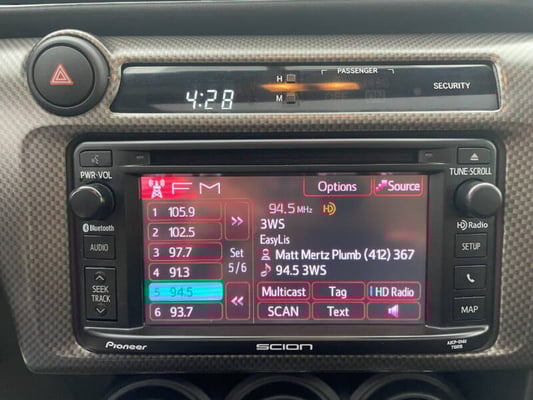 PASSENGER
H
4:28
M
SECURITY
PWR·VOL
TUNE·SCROLL
Bluetooth
AUDIO
SEEK
TRACK
HD Radio
SETUP
MAP
FM
Options
Source
1 105.9
2 102.5
3 97.7
4 91.3
5 94.5
6 93.7
Set
5/6
94.5 MHz HD
3WS
EasyLis
Matt Mertz Plumb (412) 367
94.5 3WS
Multicast
Tag
HD Radio
SCAN
Text
Pioneer
SCION